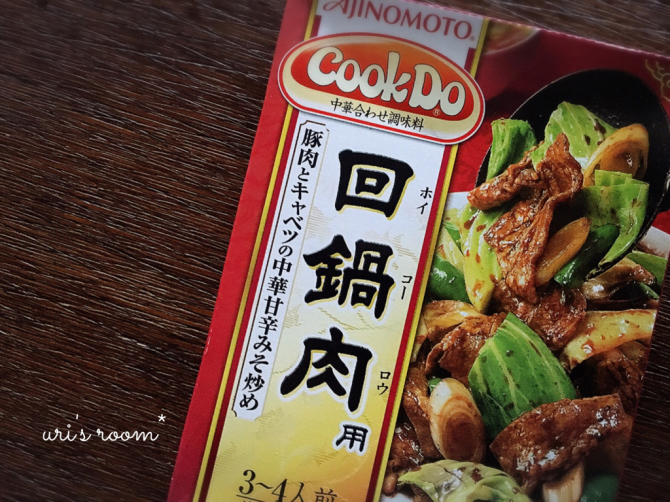 AJINOMOTO®
CookDo®
中華合わせ調味料
豚肉とキャベツの中華甘辛みそ炒め
回鍋肉用
ホイコーロウ
3~4人前
uri's room*